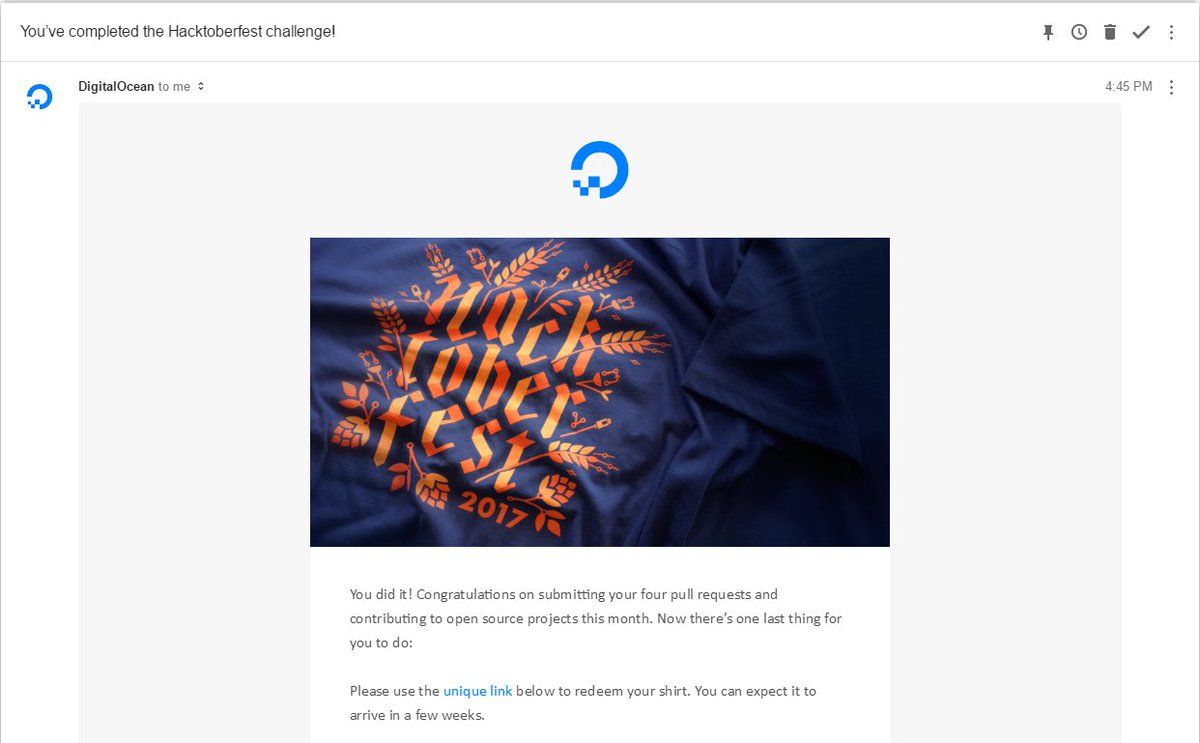 You've completed the Hacktoberfest challenge!
DigitalOcean to me
4:45 PM
Hack
tober
fest
2017
You did it! Congratulations on submitting your four pull requests and
contributing to open source projects this month. Now there's one last thing for
you to do:
Please use the unique link below to redeem your shirt. You can expect it to
arrive in a few weeks.